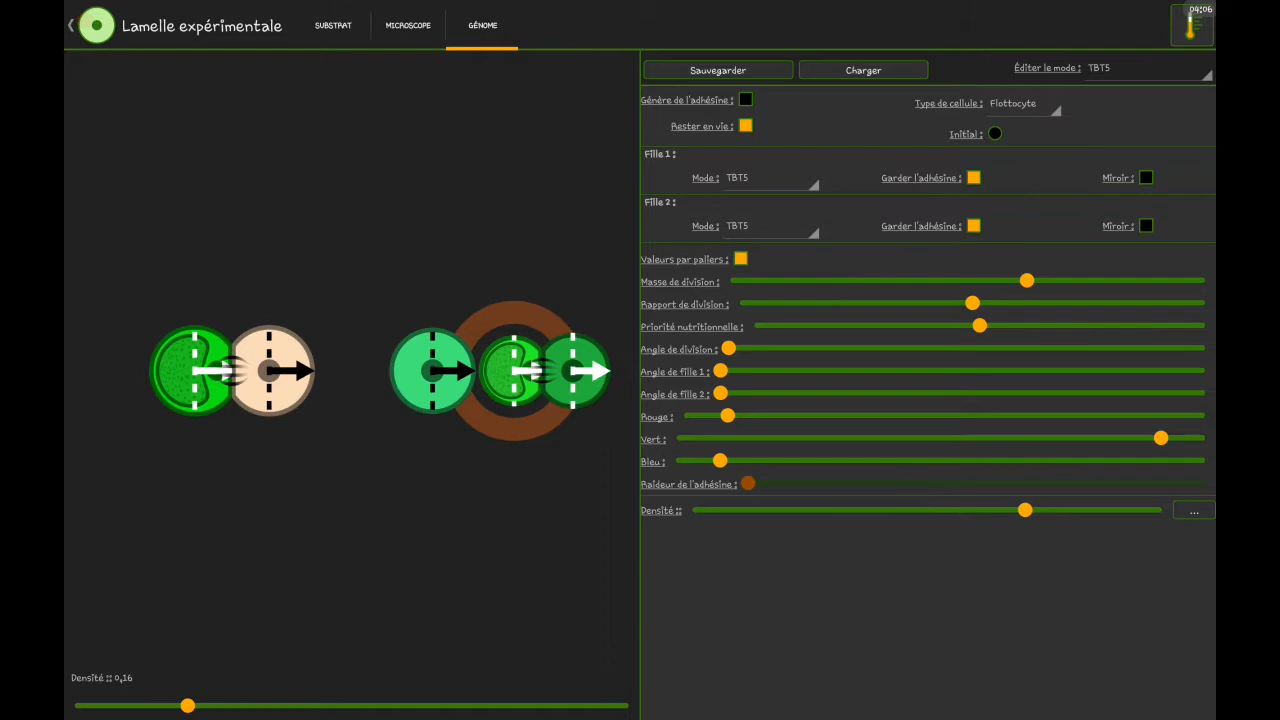 04:06
Lamelle expérimentale
SUBSTRAT
MICROSCOPE
GÉNOME
Sauvegarder
Charger
Éditer le mode :
TBT5
Génère de l'adhésine :
Type de cellule :
Flottocyte
Rester en vie :
Initial :
Fille 1 :
Mode :
TBT5
Garder l'adhésine :
Miroir :
Fille 2 :
Mode :
TBT5
Garder l'adhésine :
Miroir :
Valeurs par paliers :
Masse de division :
Rapport de division :
Priorité nutritionnelle :
Angle de division :
Angle de fille 1 :
Angle de fille 2 :
Rouge :
Vert :
Bleu :
Raideur de l'adhésine :
Densité ::
...
Densité :: 0,16